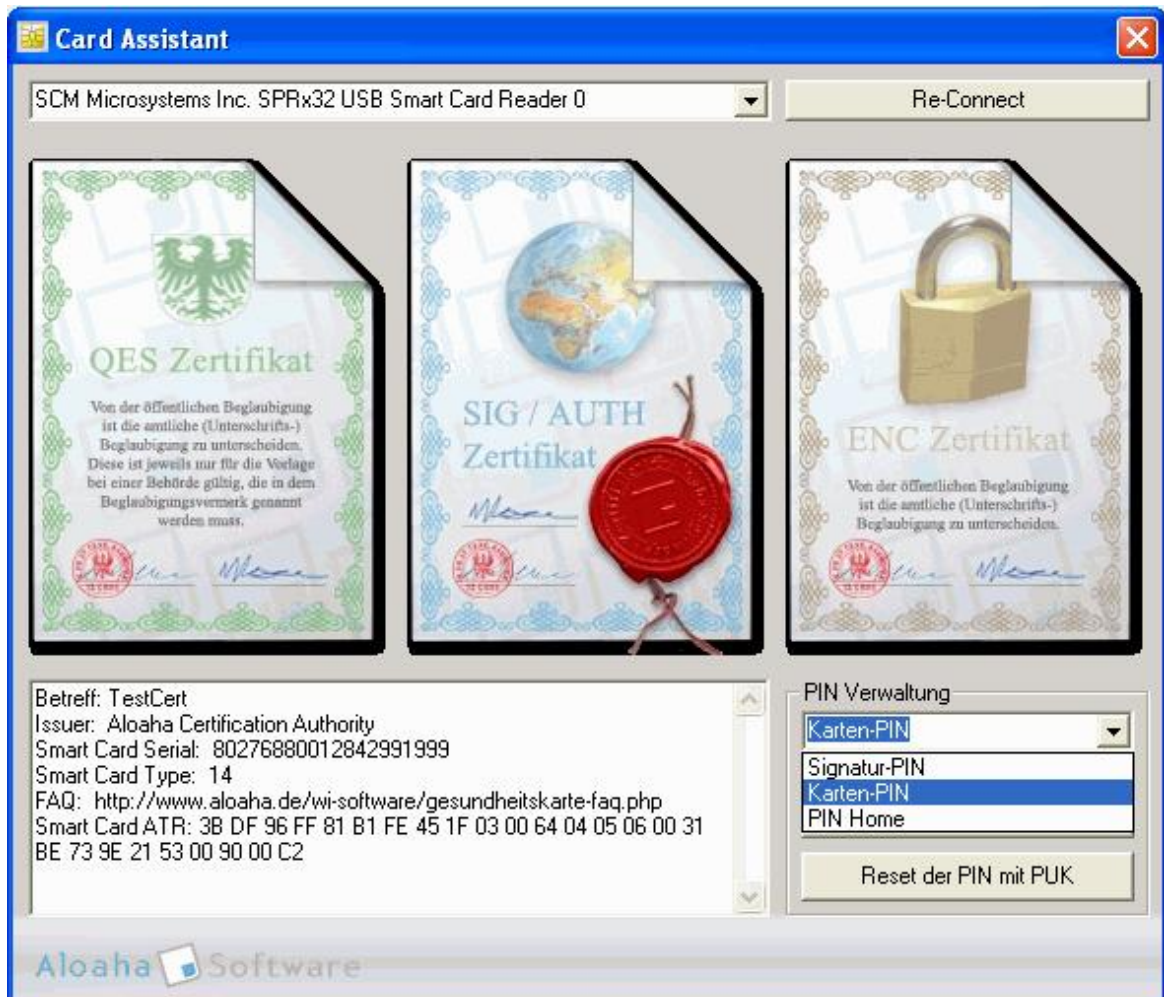 Card Assistant
SCM Microsystems Inc. SPRx32 USB Smart Card Reader 0
Re-Connect
QES Zertifikat
Von der öffentlichen Beglaubigung
ist die amtliche (Unterschrifts-)
Beglaubigung zu unterscheiden.
Diese ist jeweils nur für die Vorlage
bei einer Behörde gültig, die in dem
Beglaubigungsvermerk genannt
werden muss.
SIG / AUTH
Zertifikat
ENC Zertifikat
Von der öffentlichen Beglaubigung
ist die amtliche (Unterschrifts-)
Beglaubigung zu unterscheiden.
Betreff: TestCert
Issuer: Aloaha Certification Authority
Smart Card Serial: 80276880012842991999
Smart Card Type: 14
FAQ: http://www.aloaha.de/wi-software/gesundheitskarte-faq.php
Smart Card ATR: 3B DF 96 FF 81 B1 FE 45 1F 03 00 64 04 05 06 00 31
BE 73 9E 21 53 00 90 00 C2
PIN Verwaltung
Karten-PIN
Signatur-PIN
Karten-PIN
PIN Home
Reset der PIN mit PUK
Aloaha Software